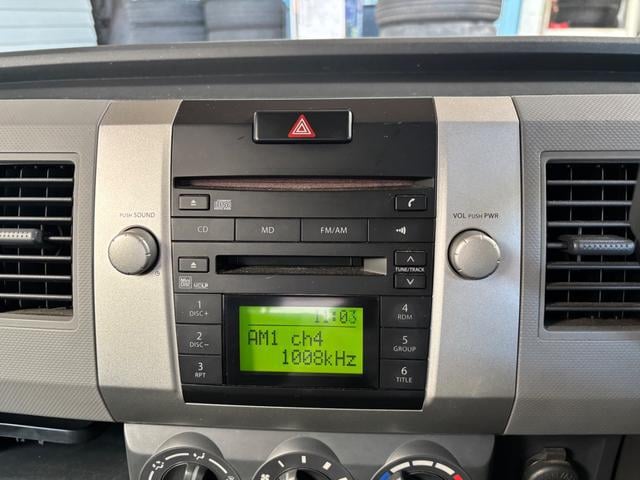 PUSH SOUND
VOL PUSH PWR
CD
MD
FM/AM
TUNE/TRACK
1
DISC+
2
DISC−
3
RPT
11:03
AM1 ch4
1008kHz
4
RDM
5
GROUP
6
TITLE